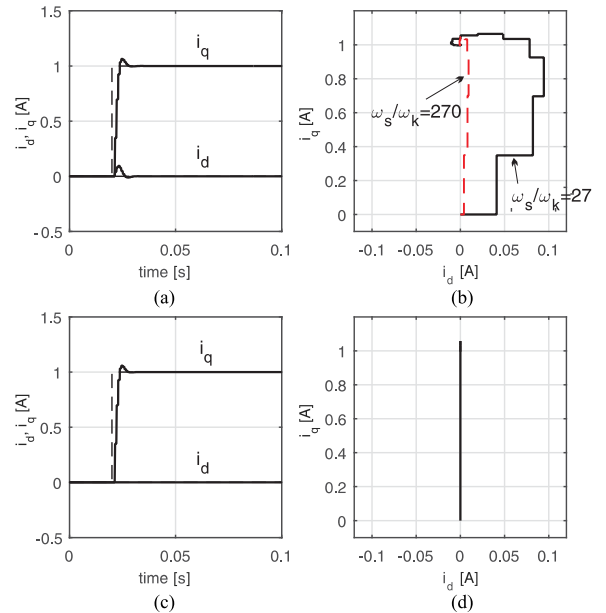 1.5
1
0.5
0
-0.5
i_d, i_q [A]
i_q
i_d
0
0.05
0.1
time [s]
(a)
1
0.8
0.6
0.4
0.2
0
i_q [A]
ω_s/ω_k=270
ω_s/ω_k=27
-0.1
-0.05
0
0.05
0.1
i_d [A]
(b)
1.5
1
0.5
0
-0.5
i_d, i_q [A]
i_q
i_d
0
0.05
0.1
time [s]
(c)
1
0.8
0.6
0.4
0.2
0
i_q [A]
-0.1
-0.05
0
0.05
0.1
i_d [A]
(d)